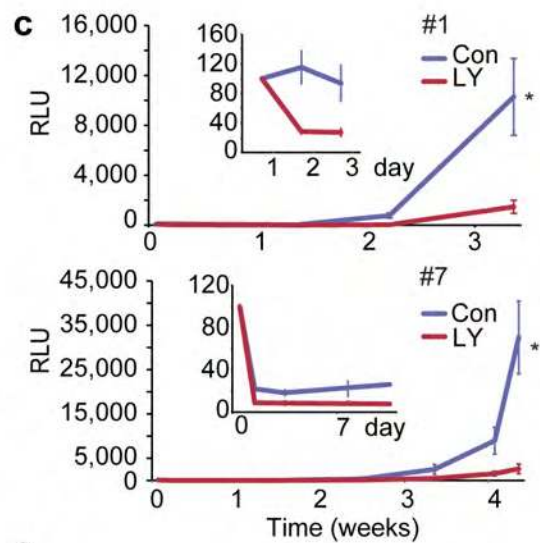 c
#1
Con
LY
RLU
16,000
12,000
8,000
4,000
0
0 1 2 3
160
120
80
40
0
1 2 3 day
*
#7
Con
LY
RLU
45,000
35,000
25,000
15,000
5,000
0
0 1 2 3 4
120
80
40
0
0 7 day
*
Time (weeks)